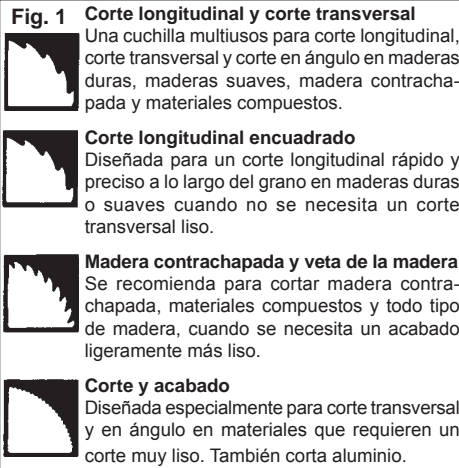 Fig. 1
Corte longitudinal y corte transversal
Una cuchilla multiusos para corte longitudinal,
corte transversal y corte en ángulo en maderas
duras, maderas suaves, madera contracha-
pada y materiales compuestos.
Corte longitudinal encuadrado
Diseñada para un corte longitudinal rápido y
preciso a lo largo del grano en maderas duras
o suaves cuando no se necesita un corte
transversal liso.
Madera contrachapada y veta de la madera
Se recomienda para cortar madera contra-
chapada, materiales compuestos y todo tipo
de madera, cuando se necesita un acabado
ligeramente más liso.
Corte y acabado
Diseñada especialmente para corte transversal
y en ángulo en materiales que requieren un
corte muy liso. También corta aluminio.